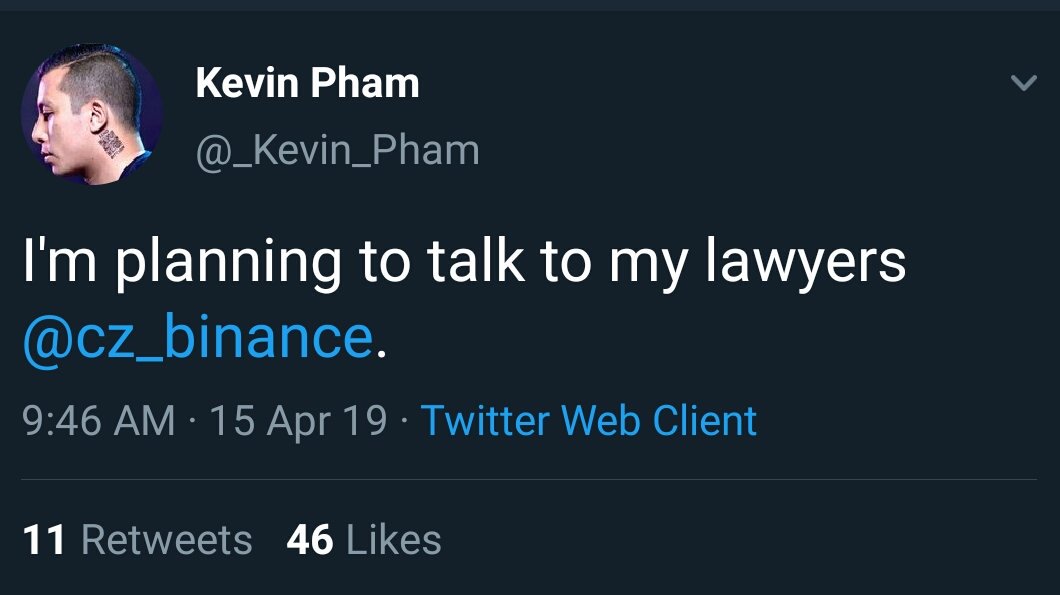 Kevin Pham
@_Kevin_Pham
I'm planning to talk to my lawyers
@cz_binance.
9:46 AM · 15 Apr 19 · Twitter Web Client
11 Retweets 46 Likes